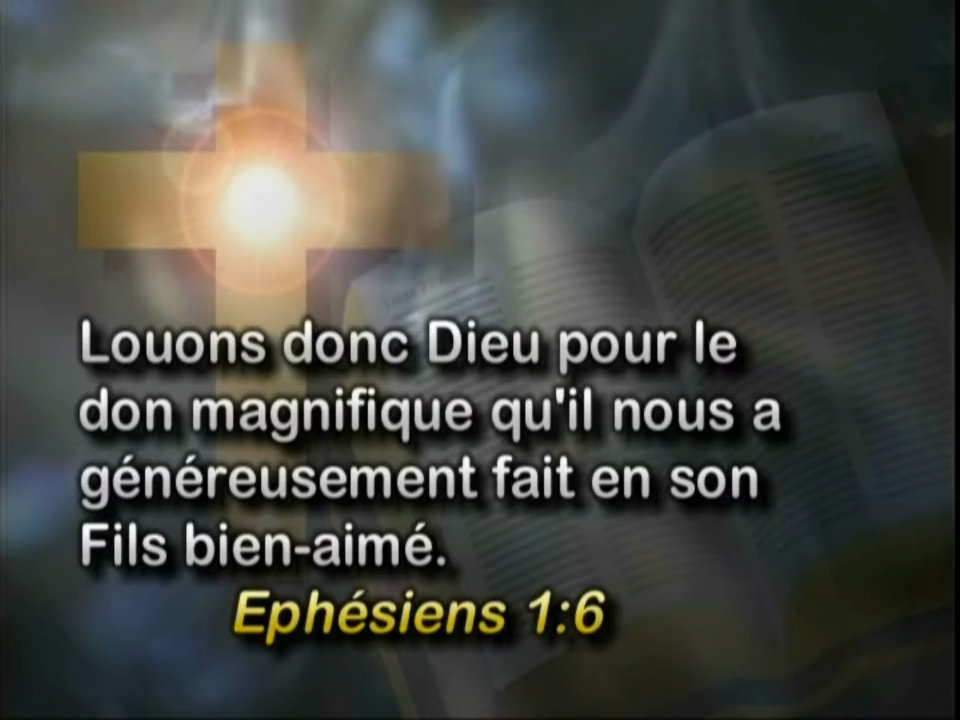 Louons donc Dieu pour le
don magnifique qu'il nous a
généreusement fait en son
Fils bien-aimé.
Ephésiens 1:6